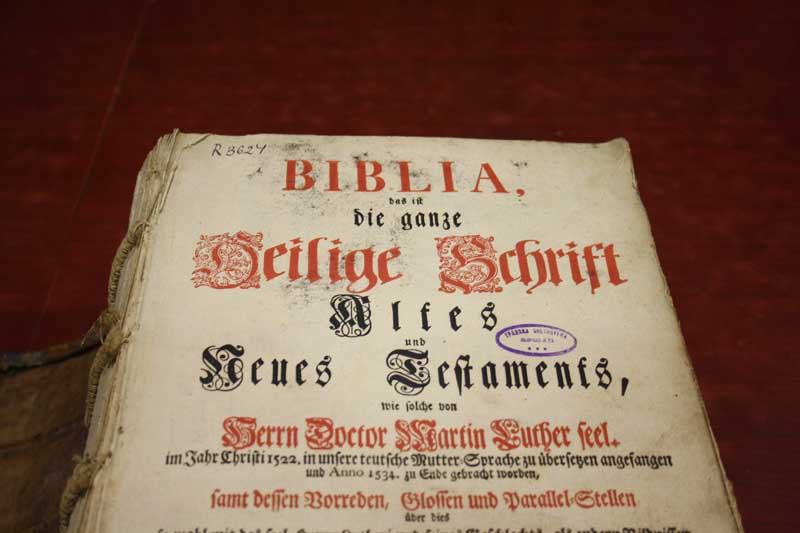 R 3624
BIBLIA,
das ist
die ganze
Heilige Schrift
Altes
und
Neues Testaments,
wie solche von
Herrn Doctor Martin Luther seel.
im Jahr Christi 1522. in unsere teutsche Mutter-Sprache zu übersetzen angefangen
und Anno 1534. zu Ende gebracht worden,
samt dessen Vorreden, Glossen und Parallel-Stellen
über dies